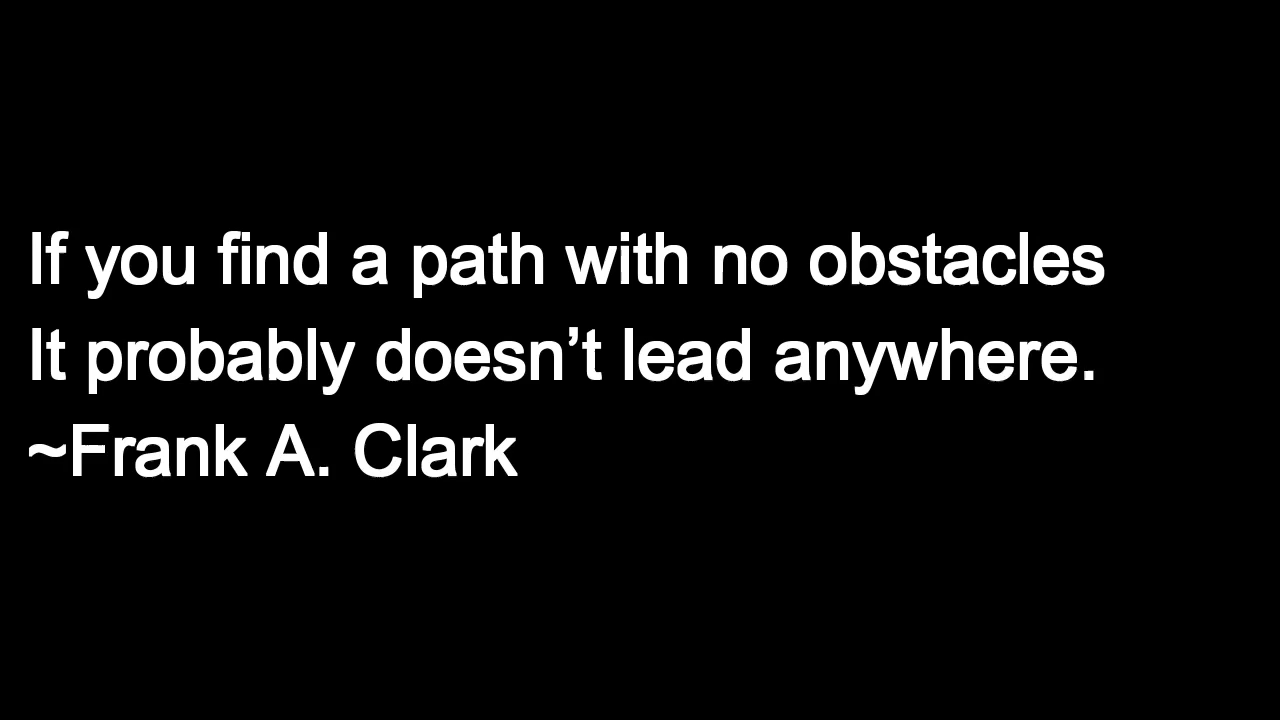 If you find a path with no obstacles
It probably doesn’t lead anywhere.
~Frank A. Clark